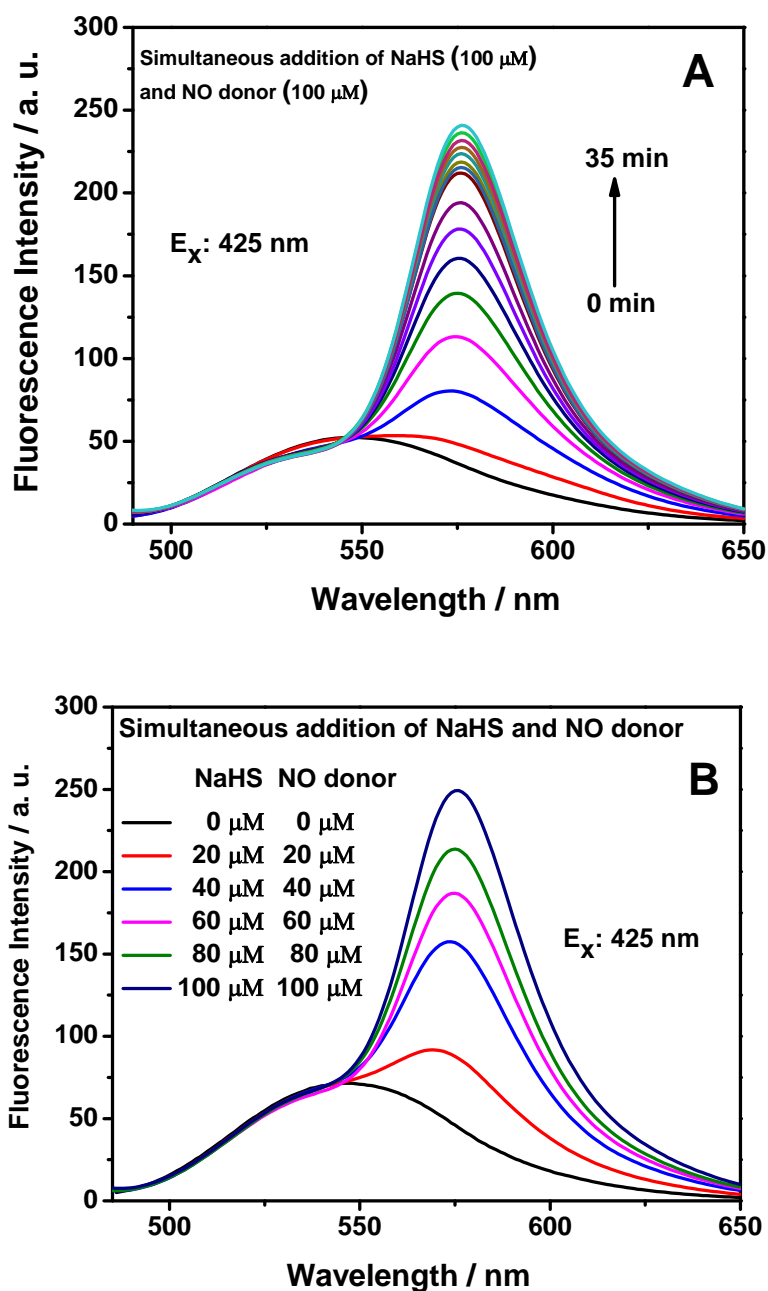 Simultaneous addition of NaHS (100 μM)
and NO donor (100 μM)
A
35 min
0 min
Ex: 425 nm
Fluorescence Intensity / a. u.
300
250
200
150
100
50
0
500 550 600 650
Wavelength / nm
Simultaneous addition of NaHS and NO donor
B
NaHS NO donor
0 μM 0 μM
20 μM 20 μM
40 μM 40 μM
60 μM 60 μM
80 μM 80 μM
100 μM 100 μM
Ex: 425 nm
Fluorescence Intensity / a. u.
300
250
200
150
100
50
0
500 550 600 650
Wavelength / nm